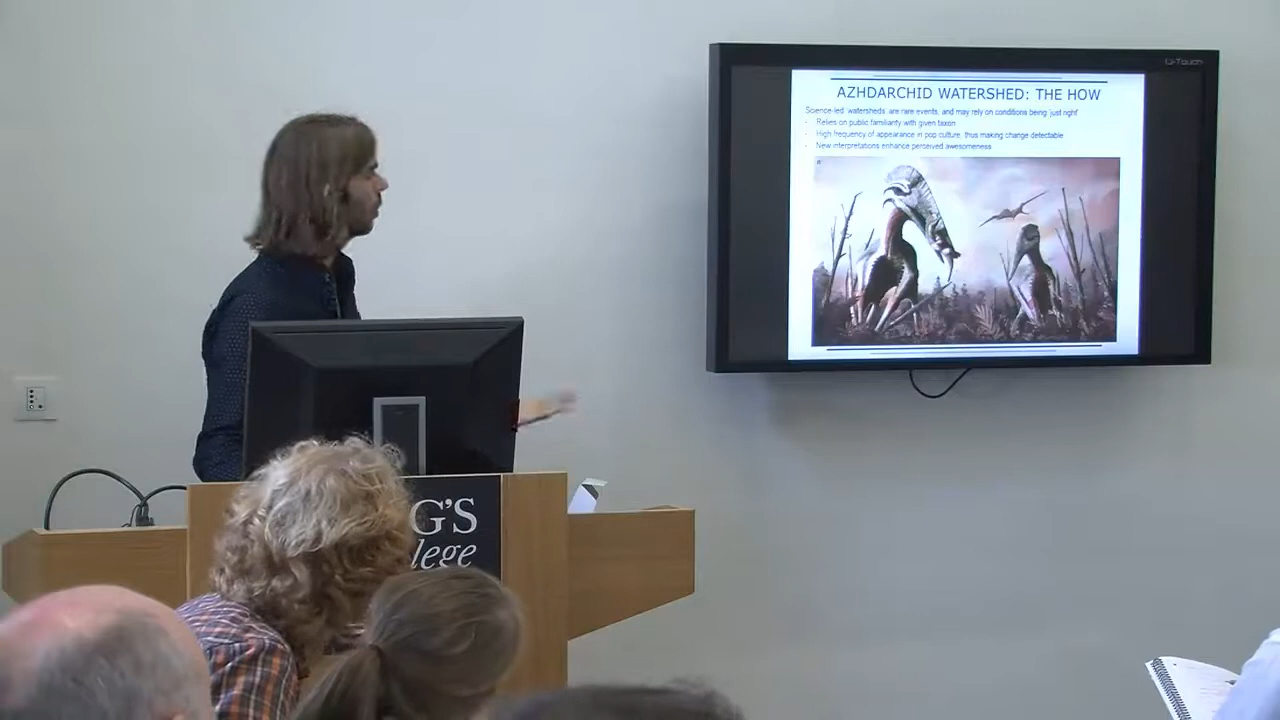 AZHDARCHID WATERSHED: THE HOW
Science-led watersheds are rare events, and may rely on conditions being 'just right'
- Relies on public familiarity with given taxon
- High frequency of appearance in pop culture, thus making change detectable
- New interpretations enhance perceived awesomeness
G'S
llege